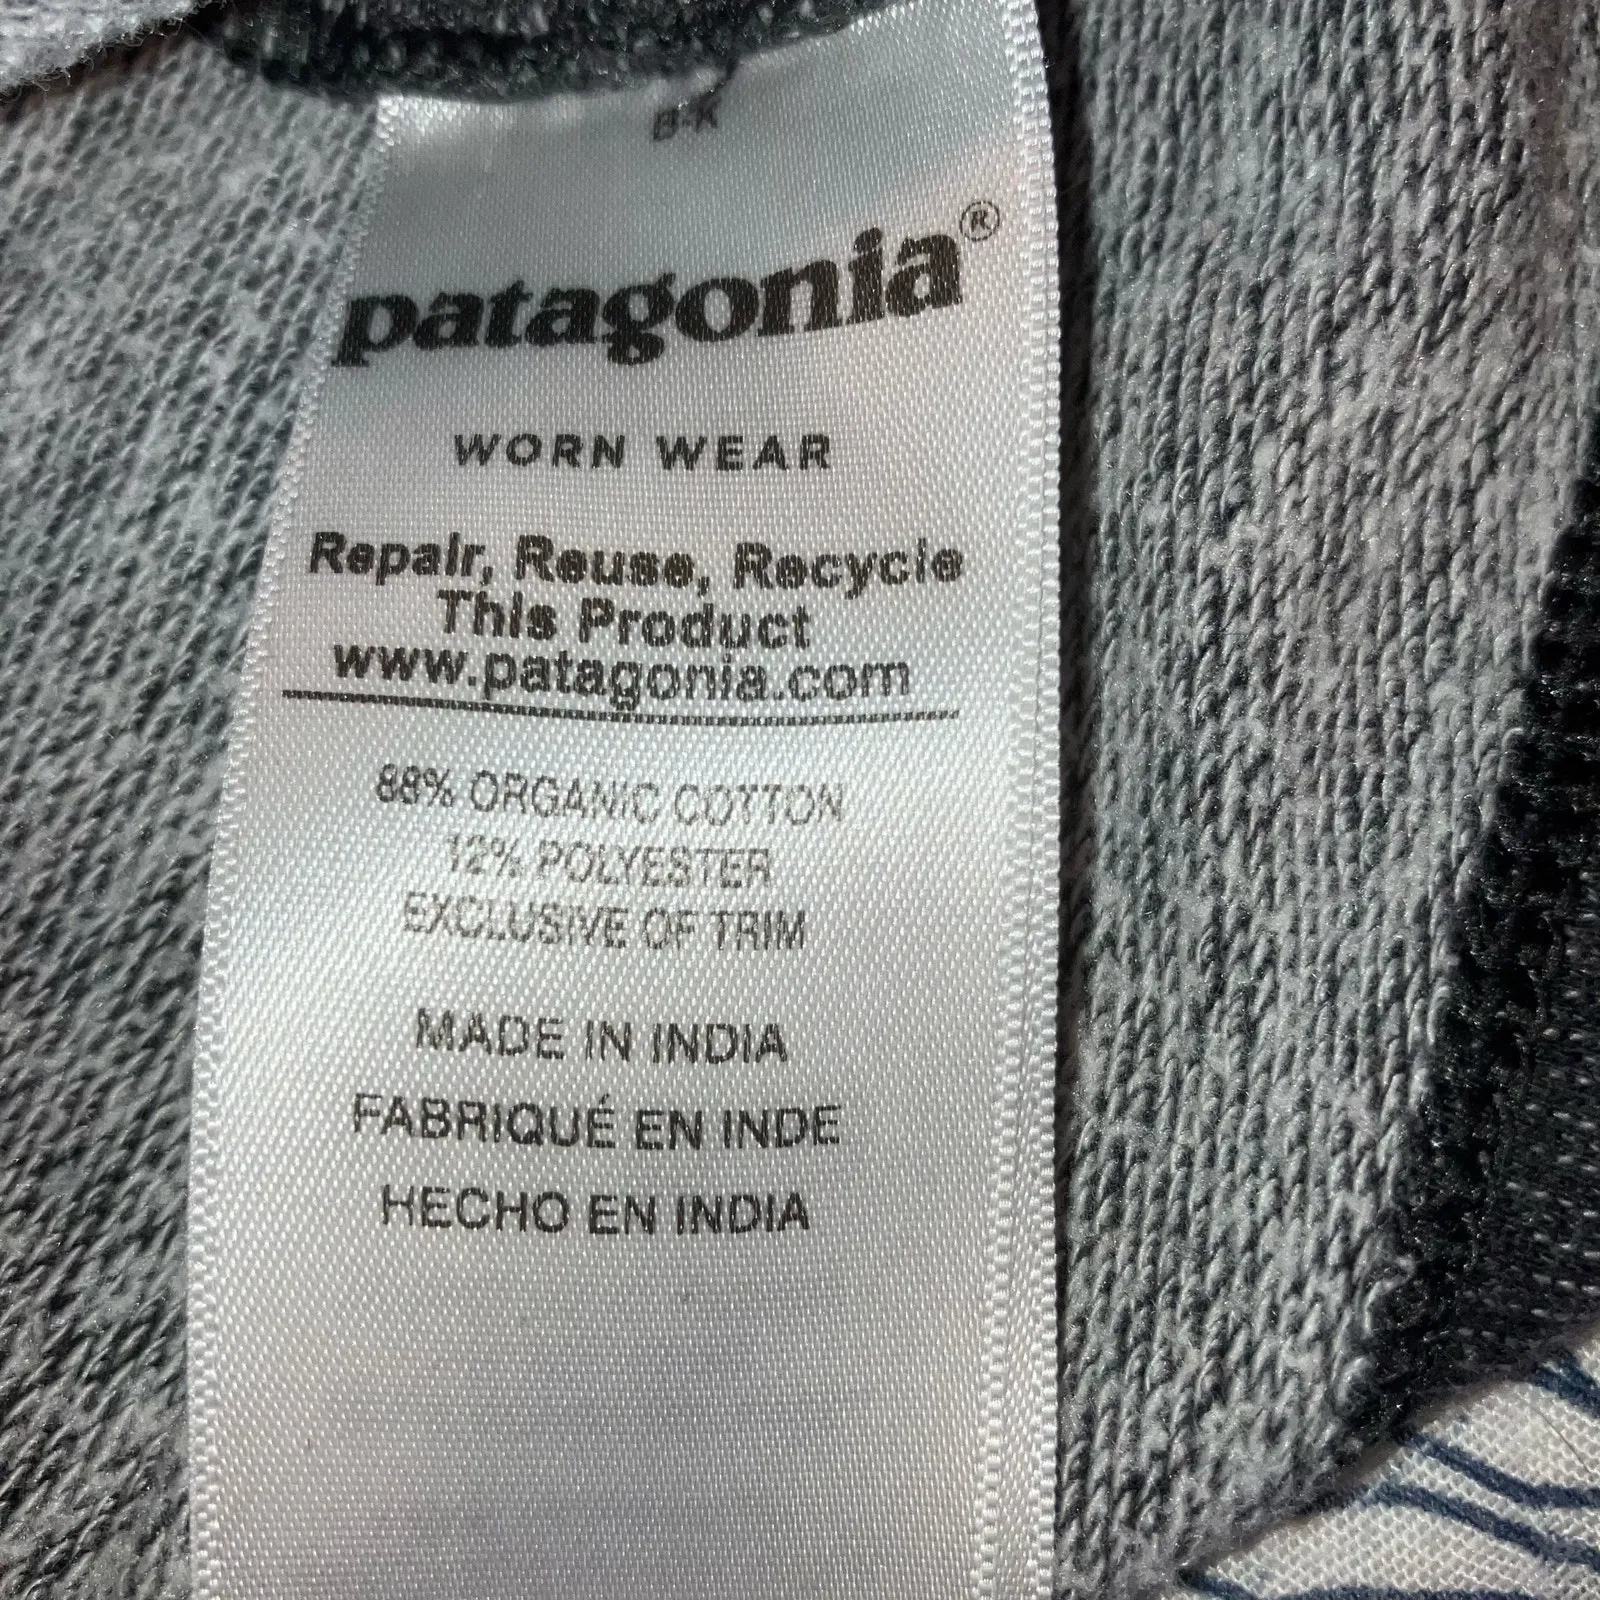 B-K
patagonia®
WORN WEAR
Repair, Reuse, Recycle
This Product
www.patagonia.com
88% ORGANIC COTTON
12% POLYESTER
EXCLUSIVE OF TRIM
MADE IN INDIA
FABRIQUÉ EN INDE
HECHO EN INDIA